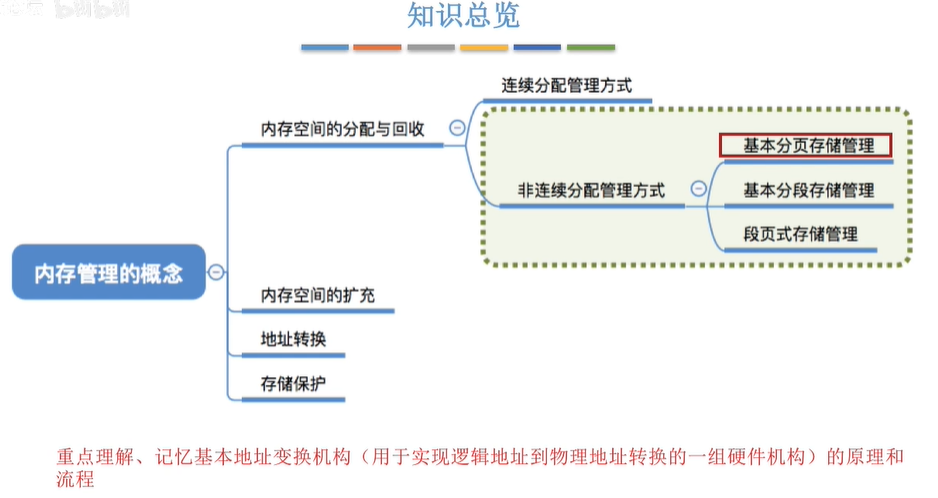 bilibili
知识总览
连续分配管理方式
内存空间的分配与回收
基本分页存储管理
非连续分配管理方式
基本分段存储管理
段页式存储管理
内存管理的概念
内存空间的扩充
地址转换
存储保护
重点理解、记忆基本地址变换机构（用于实现逻辑地址到物理地址转换的一组硬件机构）的原理和
流程